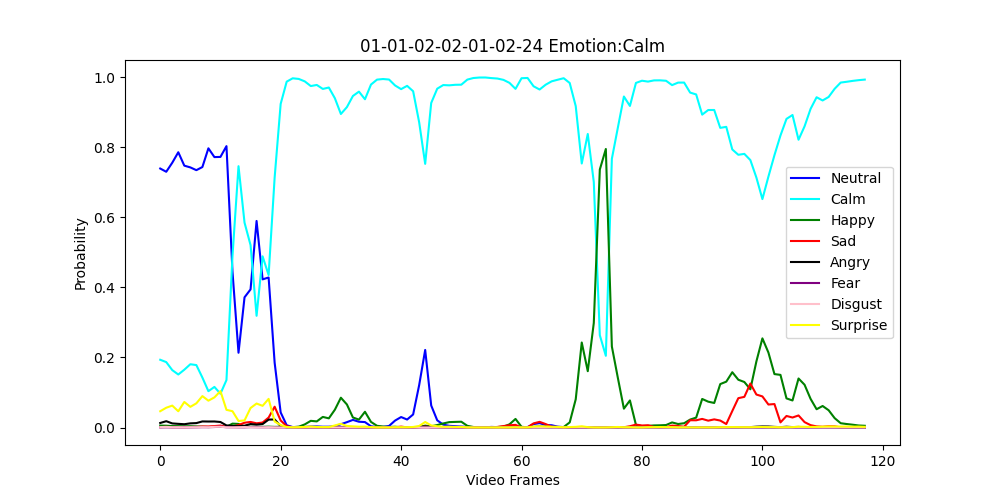 01-01-02-02-01-02-24 Emotion:Calm
Probability
1.0
0.8
0.6
0.4
0.2
0.0
0
20
40
60
80
100
120
Video Frames
Neutral
Calm
Happy
Sad
Angry
Fear
Disgust
Surprise